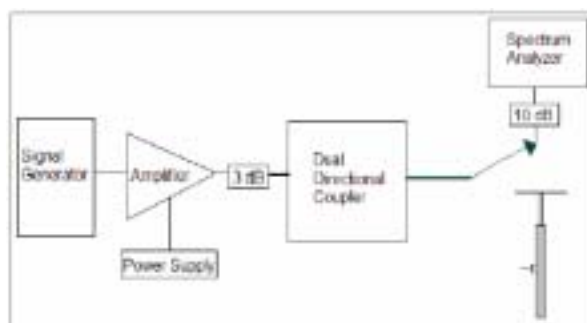 Spectrum
Analyzer
10 dB
Signal
Generator
Amplifier
3 dB
Dual
Directional
Coupler
Power Supply